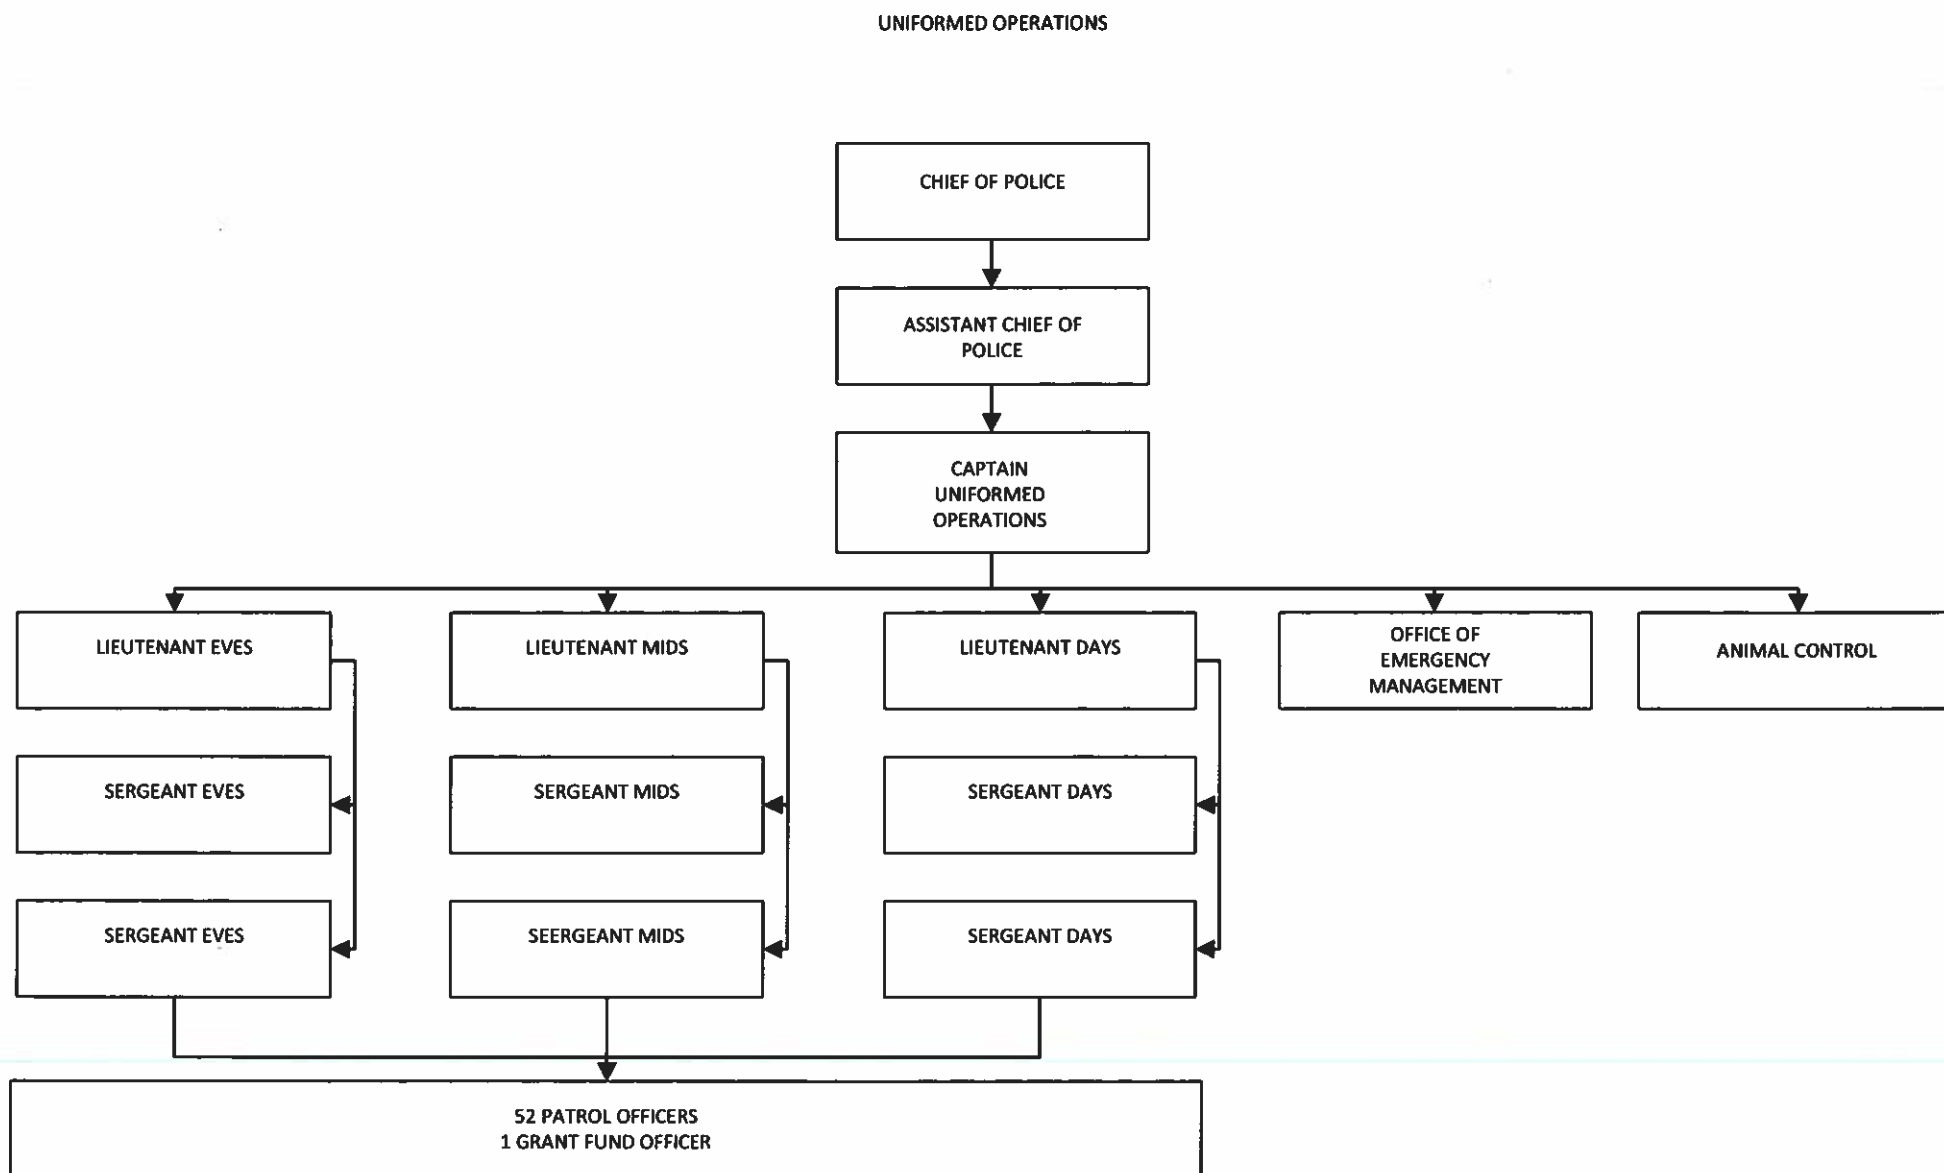 UNIFORMED OPERATIONS
CHIEF OF POLICE
ASSISTANT CHIEF OF
POLICE
CAPTAIN
UNIFORMED
OPERATIONS
LIEUTENANT EVES
LIEUTENANT MIDS
LIEUTENANT DAYS
OFFICE OF
EMERGENCY
MANAGEMENT
ANIMAL CONTROL
SERGEANT EVES
SERGEANT MIDS
SERGEANT DAYS
SERGEANT EVES
SEERGEANT MIDS
SERGEANT DAYS
52 PATROL OFFICERS
1 GRANT FUND OFFICER